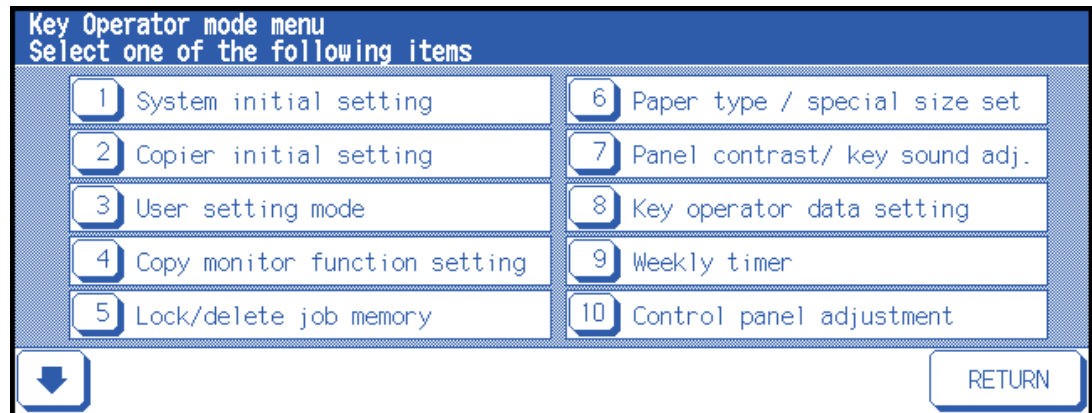 Key Operator mode menu
Select one of the following items
1 System initial setting
2 Copier initial setting
3 User setting mode
4 Copy monitor function setting
5 Lock/delete job memory
6 Paper type / special size set
7 Panel contrast/ key sound adj.
8 Key operator data setting
9 Weekly timer
10 Control panel adjustment
RETURN